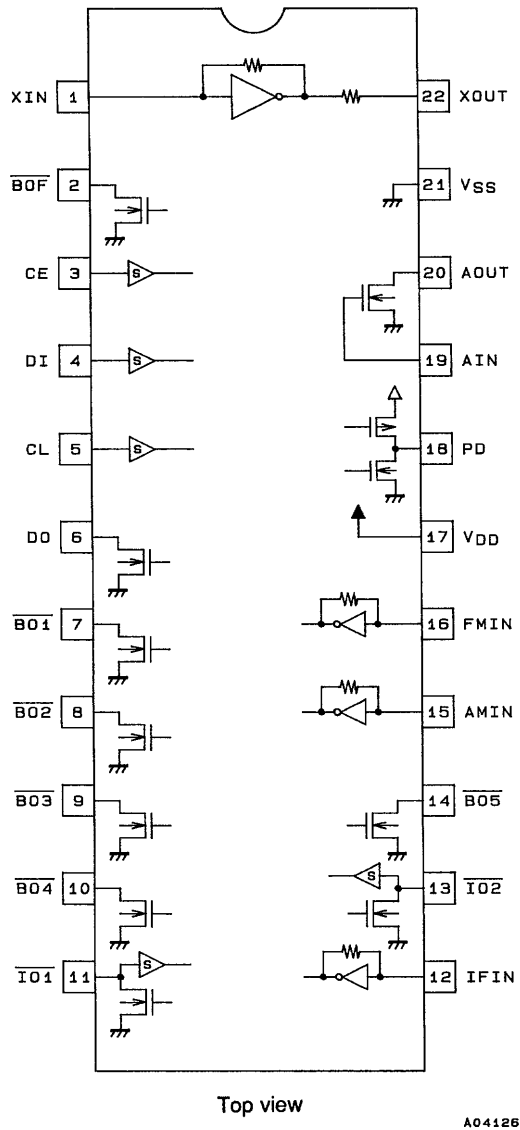 XIN 1 22 XOUT
BOF 2 21 VSS
CE 3 S 20 AOUT
DI 4 S 19 AIN
CL 5 S 18 PD
DO 6 17 VDD
BO1 7 16 FMIN
BO2 8 15 AMIN
BO3 9 14 BO5
BO4 10 S 13 IO2
IO1 11 S 12 IFIN
Top view
A04126